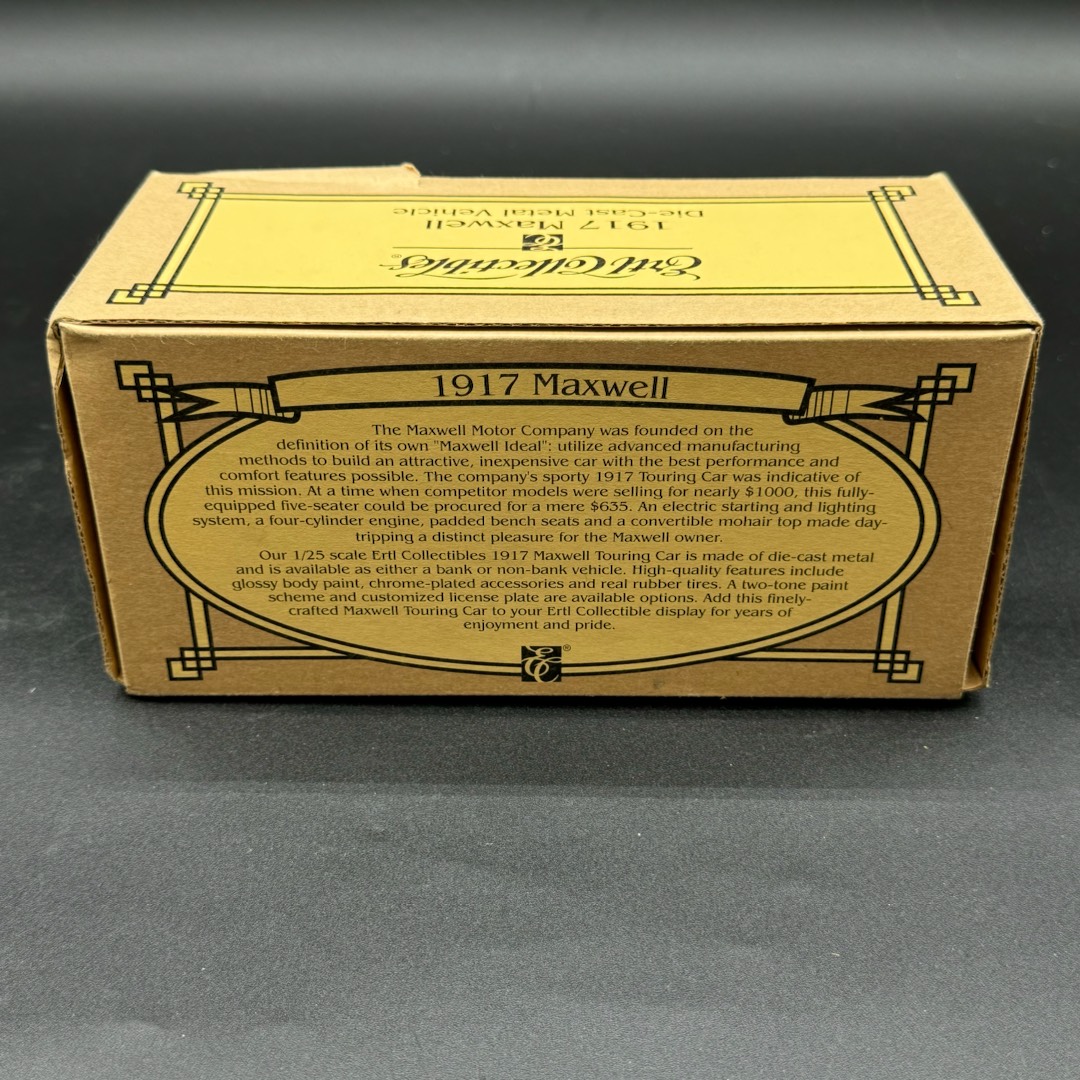 Die-Cast Metal Vehicle
1917 Maxwell
EC
Ertl Collectibles®
1917 Maxwell
The Maxwell Motor Company was founded on the
definition of its own "Maxwell Ideal": utilize advanced manufacturing
methods to build an attractive, inexpensive car with the best performance and
comfort features possible. The company's sporty 1917 Touring Car was indicative of
this mission. At a time when competitor models were selling for nearly $1000, this fully-
equipped five-seater could be procured for a mere $635. An electric starting and lighting
system, a four-cylinder engine, padded bench seats and a convertible mohair top made day-
tripping a distinct pleasure for the Maxwell owner.
Our 1/25 scale Ertl Collectibles 1917 Maxwell Touring Car is made of die-cast metal
and is available as either a bank or non-bank vehicle. High-quality features include
glossy body paint, chrome-plated accessories and real rubber tires. A two-tone paint
scheme and customized license plate are available options. Add this finely-
crafted Maxwell Touring Car to your Ertl Collectible display for years of
enjoyment and pride.
EC®